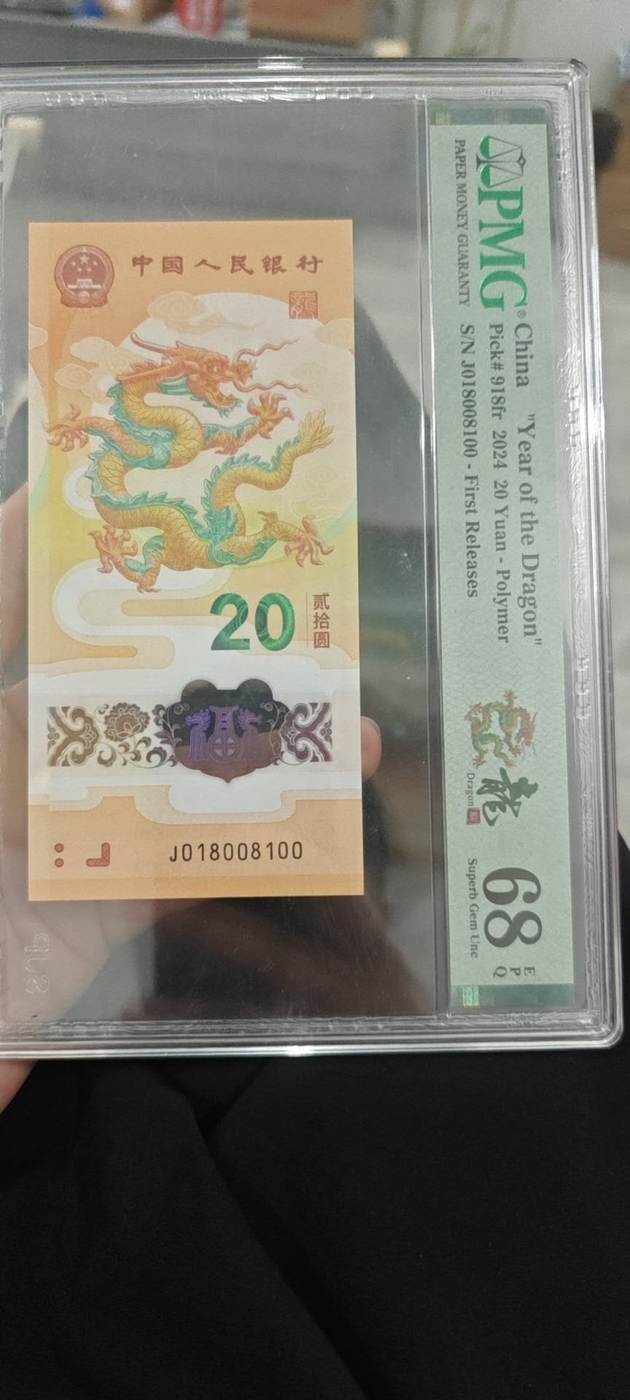 中国人民银行
20
贰拾圆
J018008100
PMG®
PAPER MONEY GUARANTY
China "Year of the Dragon"
Pick# 918fr 2024 20 Yuan - Polymer
S/N J018008100 - First Releases
龍
Dragon
68
EPQ
Superb Gem Unc